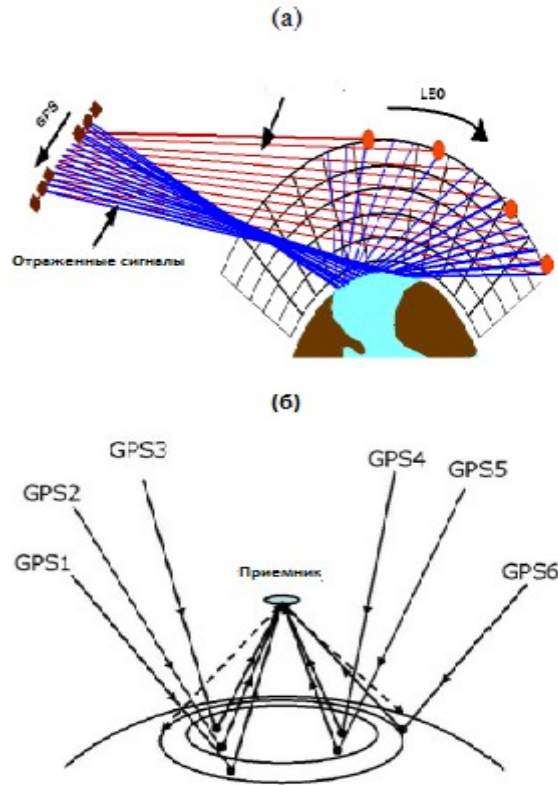 (а)
LEO
GPS
Отраженные сигналы
(б)
GPS3
GPS4
GPS2
GPS5
GPS1
Приемник
GPS6